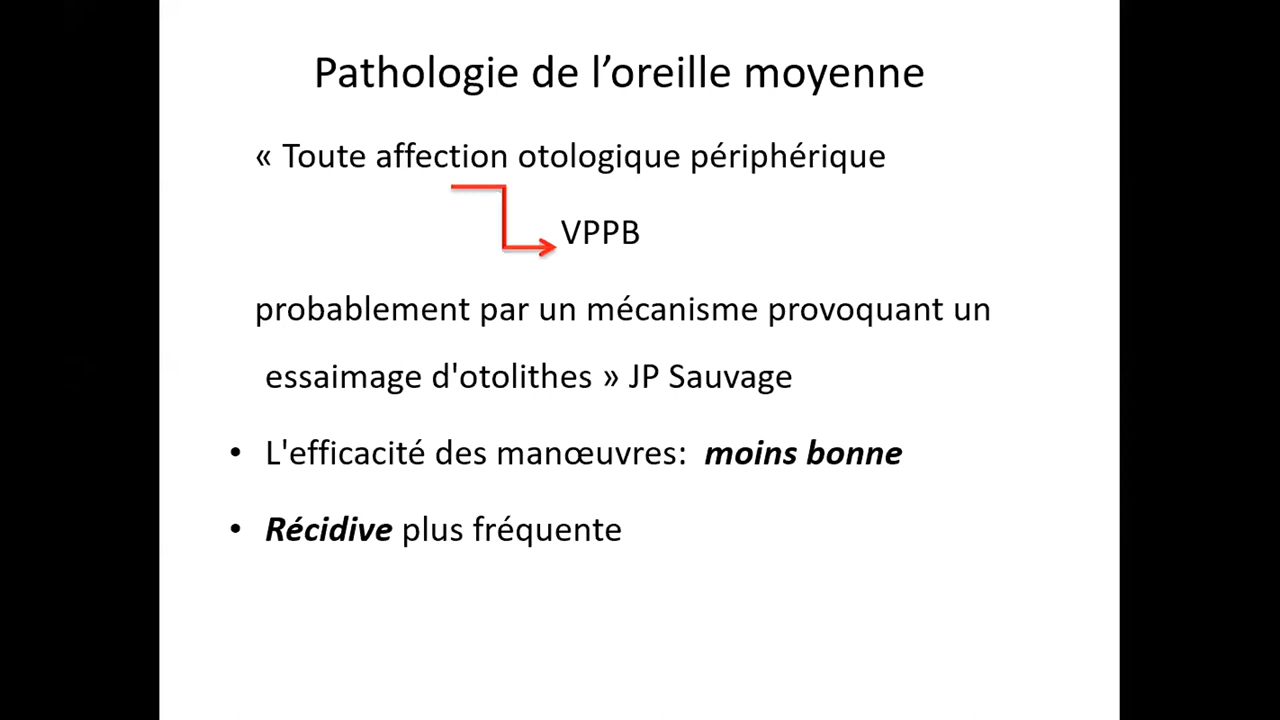 Pathologie de l’oreille moyenne
« Toute affection otologique périphérique
VPPB
probablement par un mécanisme provoquant un
essaimage d'otolithes » JP Sauvage
• L'efficacité des manœuvres: moins bonne
• Récidive plus fréquente